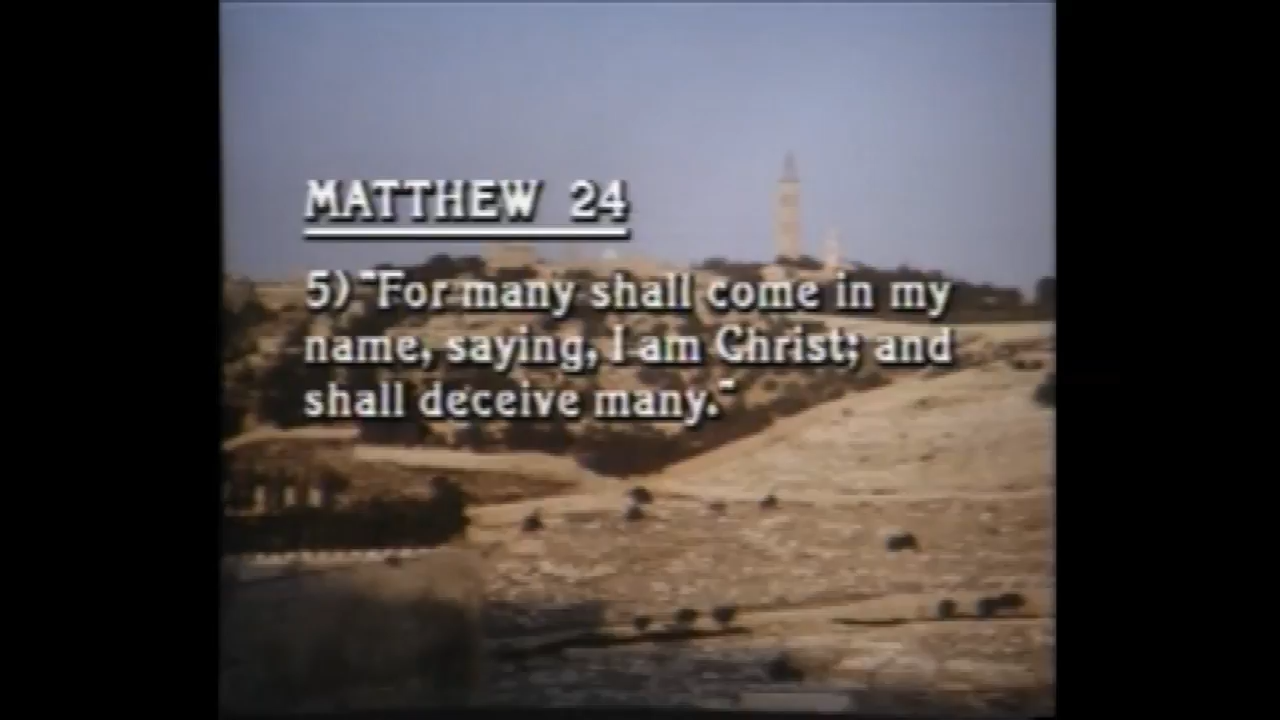 MATTHEW 24
5) "For many shall come in my
name, saying, I am Christ; and
shall deceive many."